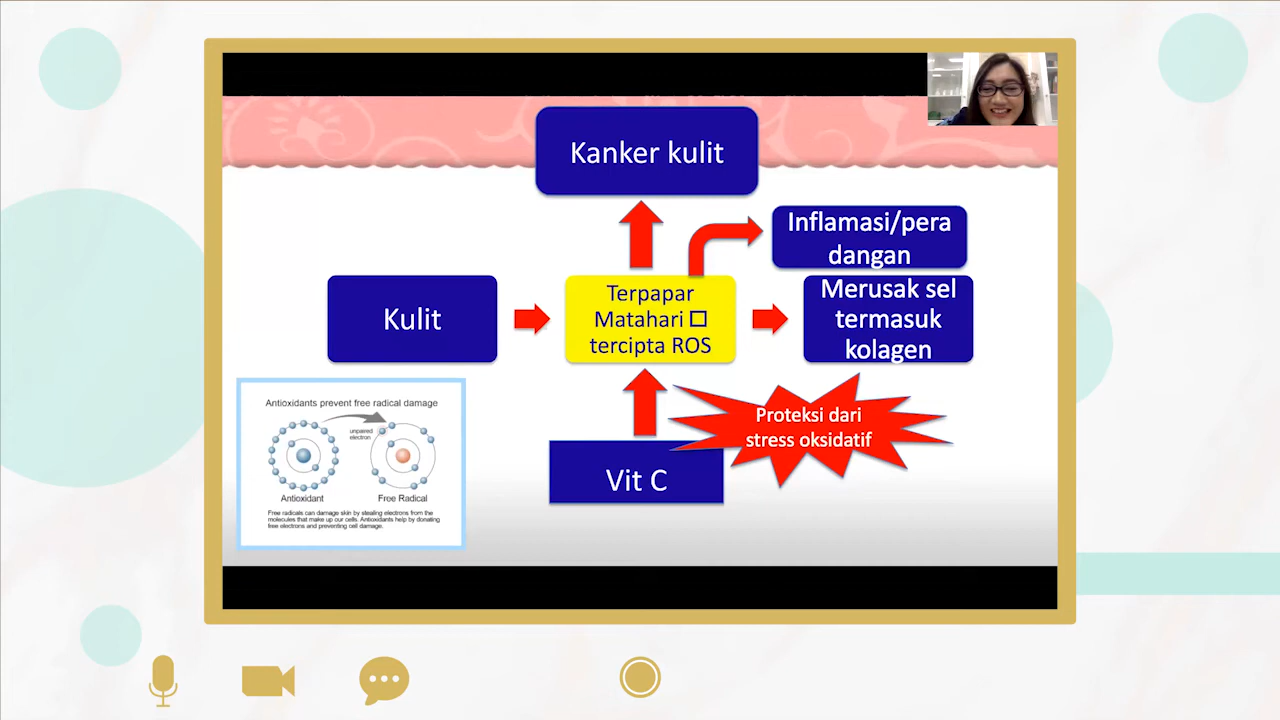 Kanker kulit
Inflamasi/pera
dangan
Kulit
Terpapar
Matahari □
tercipta ROS
Merusak sel
termasuk
kolagen
Proteksi dari
stress oksidatif
Vit C
Antioxidants prevent free radical damage
unpaired
electron
Antioxidant
Free Radical
Free radicals can damage skin by stealing electrons from the
molecules that make up our cells. Antioxidants help by donating
free electrons and preventing cell damage.